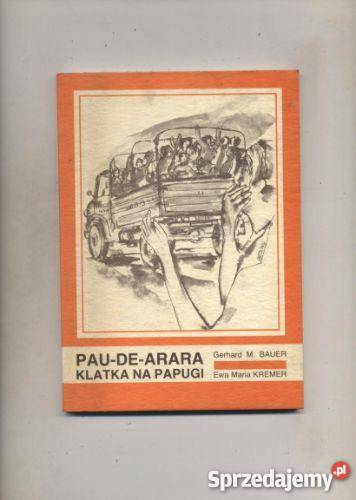 PAU-DE-ARARA
KLATKA NA PAPUGI
Gerhard M. BAUER
Ewa Maria KREMER
Sprzedajemy.pl